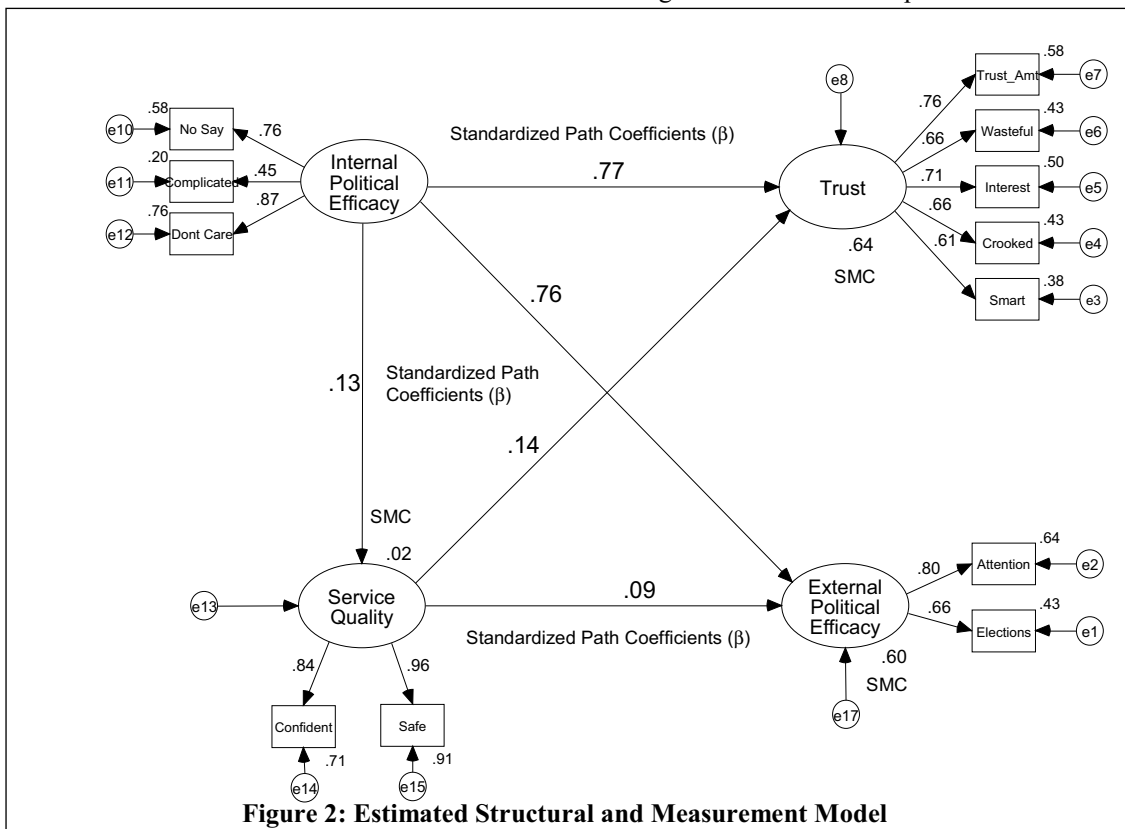 .58
e10
No Say
.76
.20
e11
Complicated
.45
.76
e12
Dont Care
.87
Internal
Political
Efficacy
Standardized Path Coefficients (β)
.77
e8
Trust
.64
SMC
.76
.66
.71
.66
.61
Trust_Amt
.58
e7
Wasteful
.43
e6
Interest
.50
e5
Crooked
.43
e4
Smart
.38
e3
.76
.13
Standardized Path
Coefficients (β)
.14
SMC
.02
e13
Service
Quality
.09
Standardized Path Coefficients (β)
External
Political
Efficacy
.60
SMC
e17
.80
.66
Attention
.64
e2
Elections
.43
e1
.84
.96
Confident
.71
e14
Safe
.91
e15
Figure 2: Estimated Structural and Measurement Model